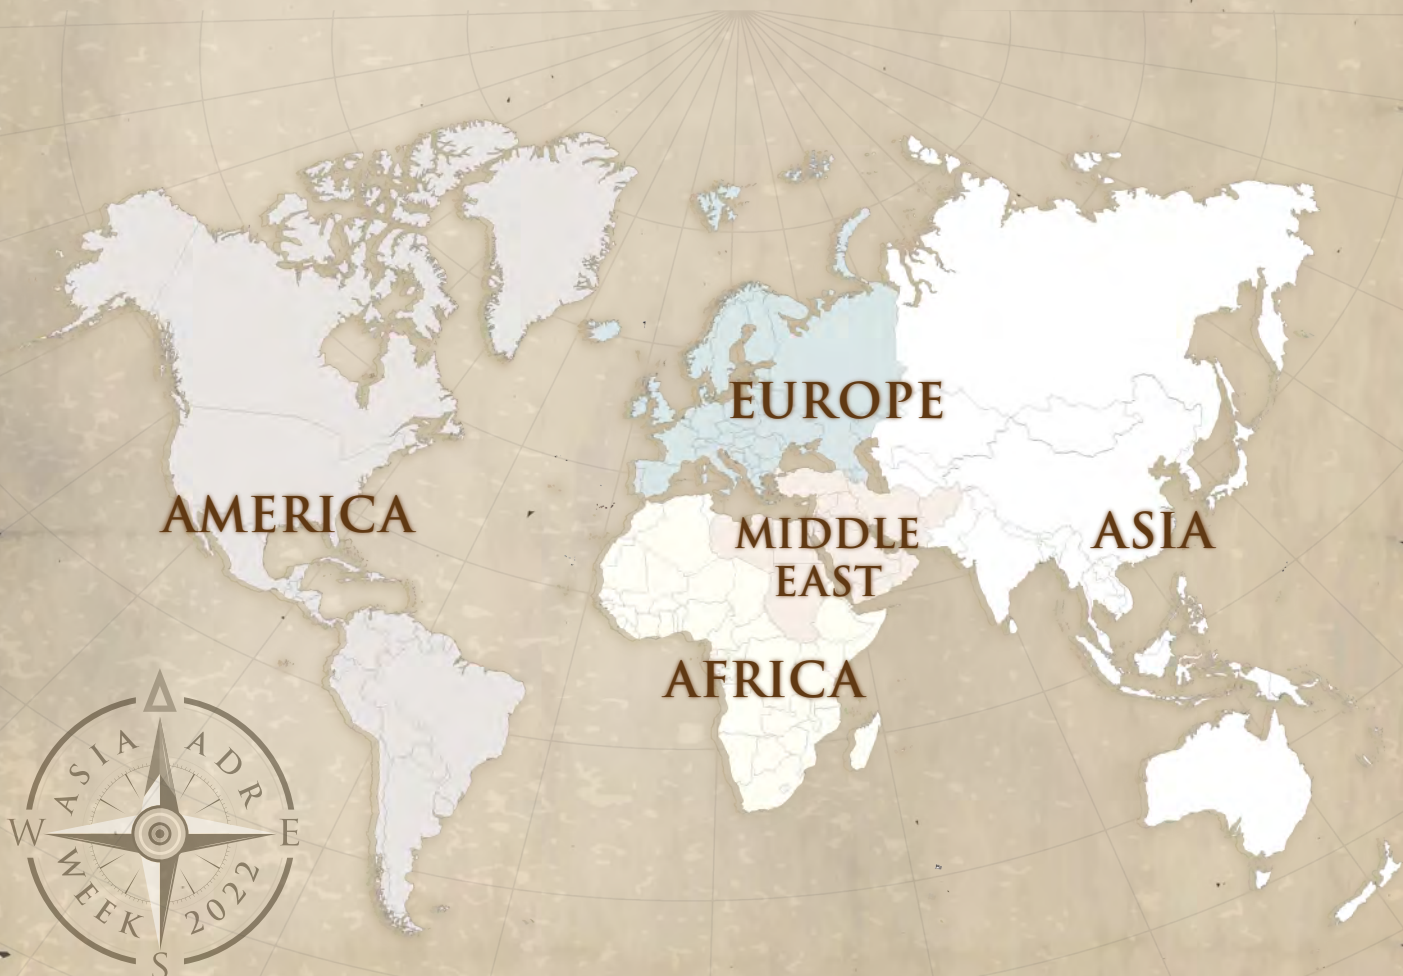 EUROPE
AMERICA
MIDDLE
EAST
ASIA
AFRICA
ASIA ADR
W E
WEEK 2022
S